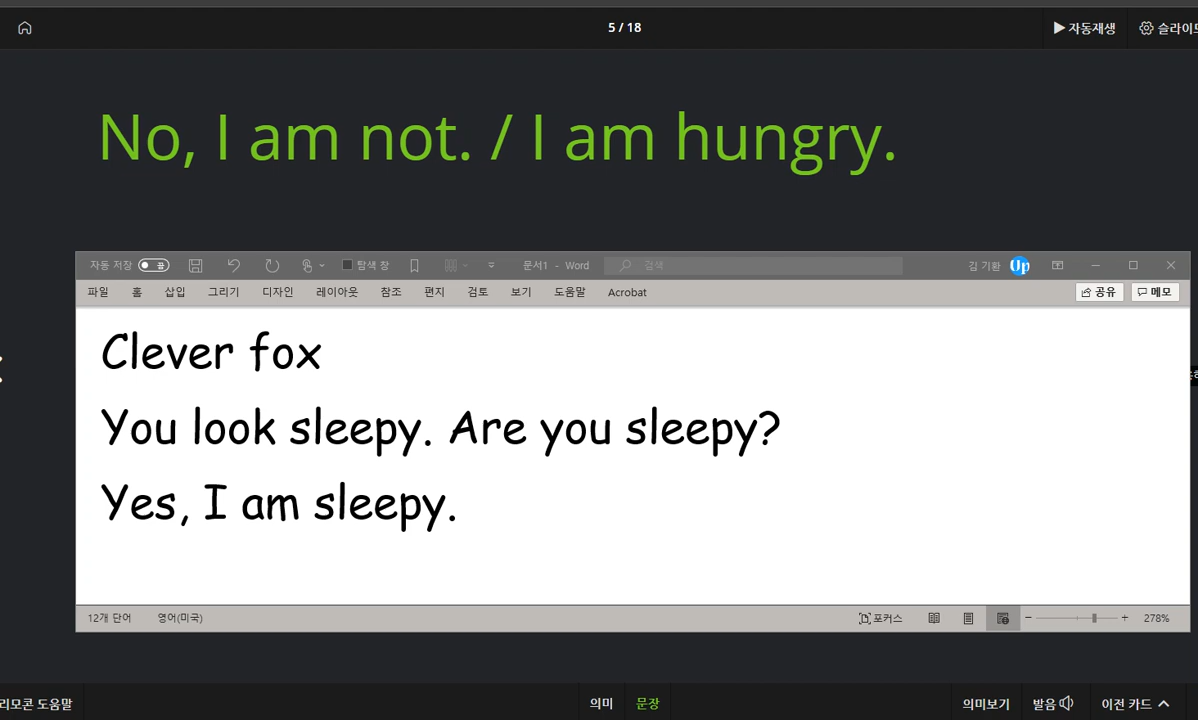 5 / 18
자동재생
No, I am not. / I am hungry.
자동 저장 끔 탐색 창 문서1 - Word 검색 김 기환 Up
파일 홈 삽입 그리기 디자인 레이아웃 참조 편지 검토 보기 도움말 Acrobat 공유 메모
Clever fox
You look sleepy. Are you sleepy?
Yes, I am sleepy.
12개 단어 영어(미국) 포커스 - + 278%
리모콘 도움말 의미 문장 의미보기 발음 이전 카드